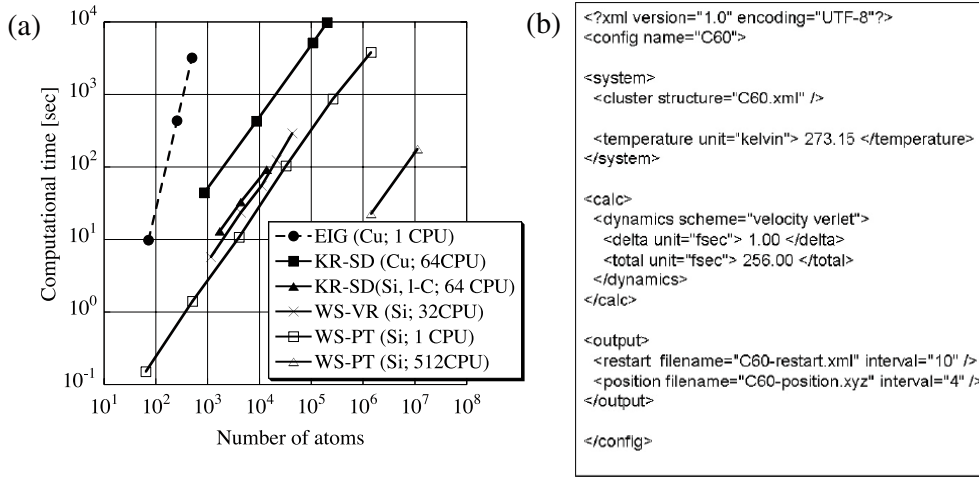 (a)
10^4
10^3
10^2
10^1
10^0
10^-1
Computational time [sec]
[sec]
EIG (Cu; 1 CPU)
KR-SD (Cu; 64CPU)
KR-SD(Si, l-C; 64 CPU)
WS-VR (Si; 32CPU)
WS-PT (Si; 1 CPU)
WS-PT (Si; 512CPU)
10^1 10^2 10^3 10^4 10^5 10^6 10^7 10^8
Number of atoms
(b)
<?xml version="1.0" encoding="UTF-8"?>
<config name="C60">
<system>
<cluster structure="C60.xml" />
<temperature unit="kelvin"> 273.15 </temperature>
</system>
<calc>
<dynamics scheme="velocity verlet">
<delta unit="fsec"> 1.00 </delta>
<total unit="fsec"> 256.00 </total>
</dynamics>
</calc>
<output>
<restart filename="C60-restart.xml" interval="10" />
<position filename="C60-position.xyz" interval="4" />
</output>
</config>